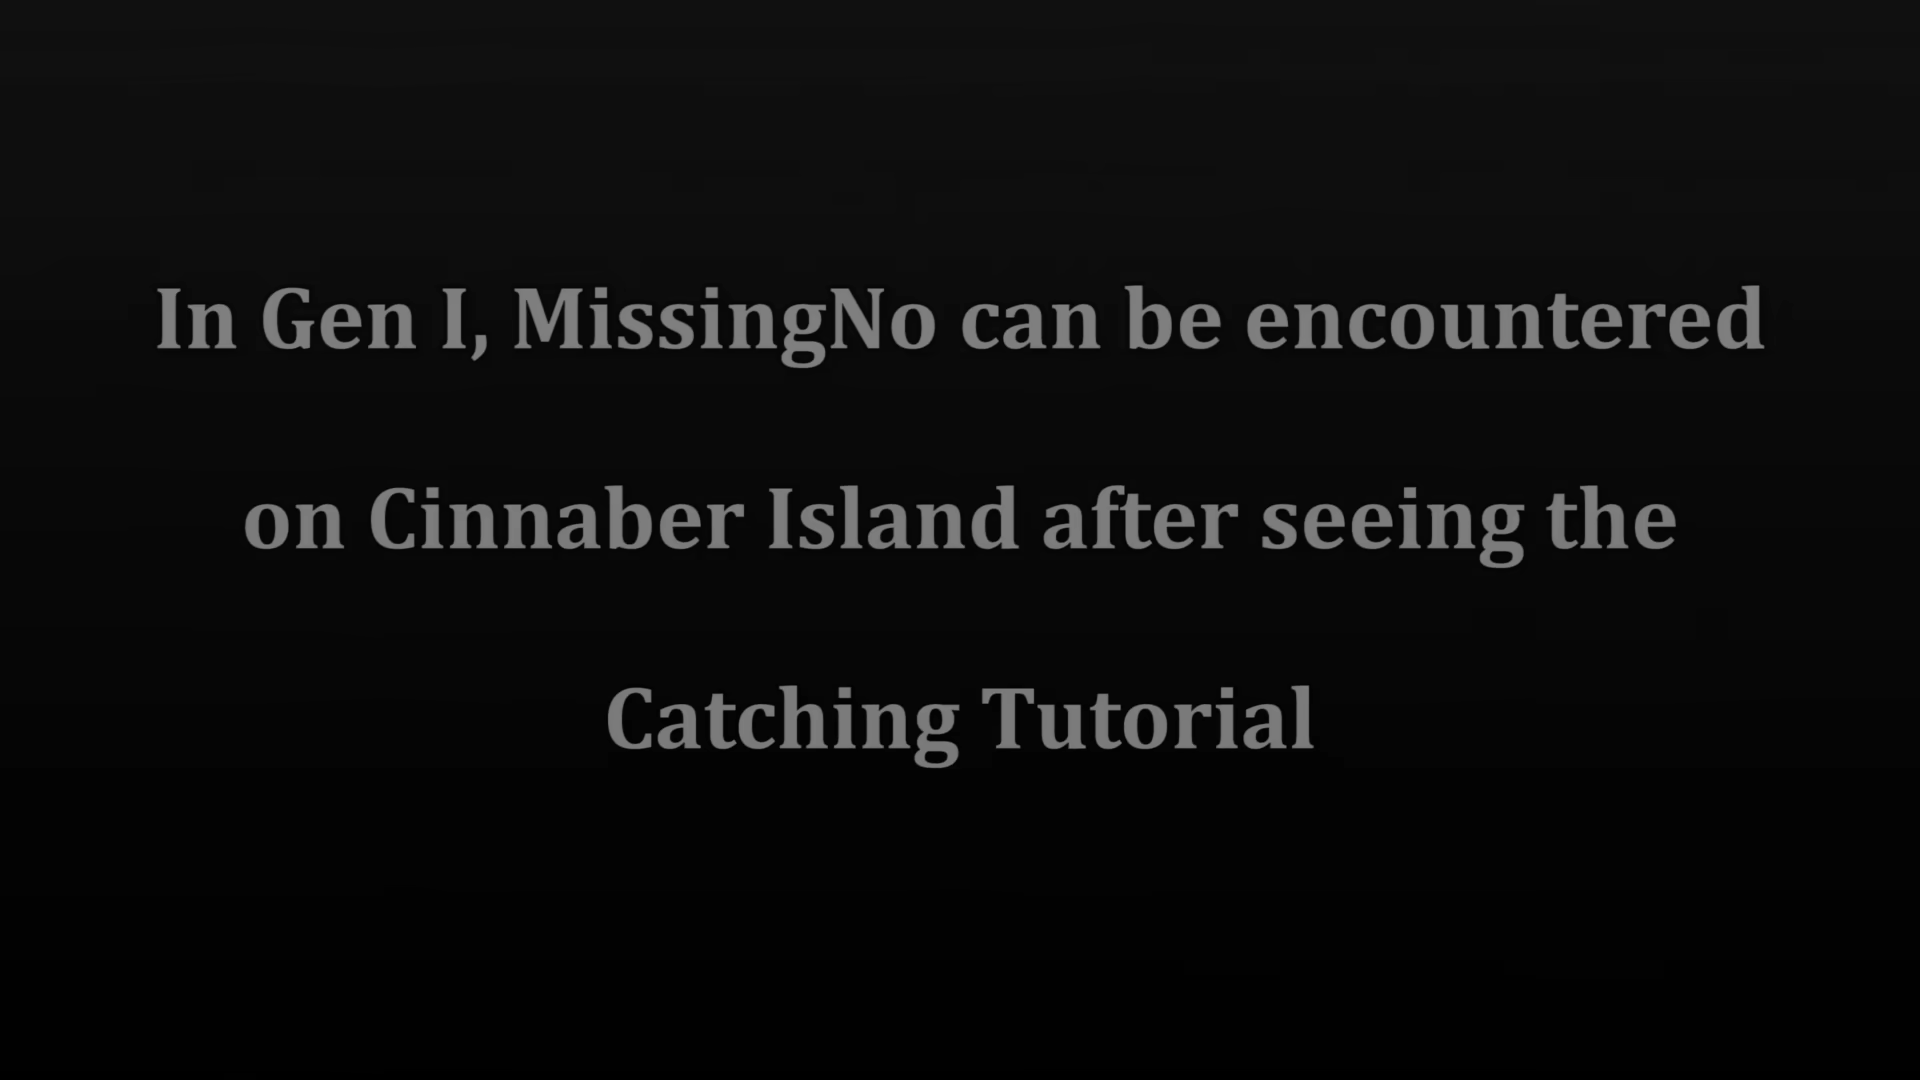 In Gen I, MissingNo can be encountered
on Cinnaber Island after seeing the
Catching Tutorial